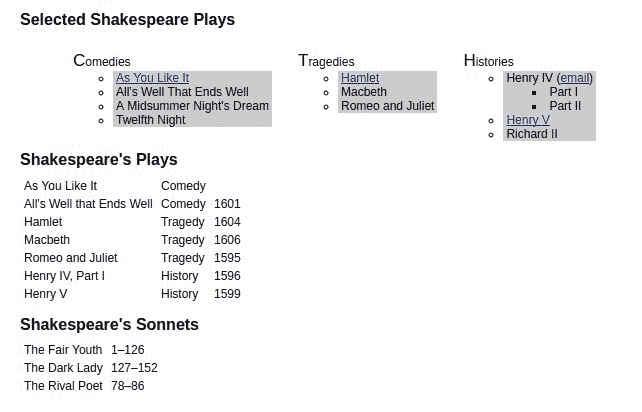 Selected Shakespeare Plays
Comedies
As You Like It
All's Well That Ends Well
A Midsummer Night's Dream
Twelfth Night
Tragedies
Hamlet
Macbeth
Romeo and Juliet
Histories
Henry IV (email)
Part I
Part II
Henry V
Richard II
Shakespeare's Plays
As You Like It Comedy
All's Well that Ends Well Comedy 1601
Hamlet Tragedy 1604
Macbeth Tragedy 1606
Romeo and Juliet Tragedy 1595
Henry IV, Part I History 1596
Henry V History 1599
Shakespeare's Sonnets
The Fair Youth 1–126
The Dark Lady 127–152
The Rival Poet 78–86